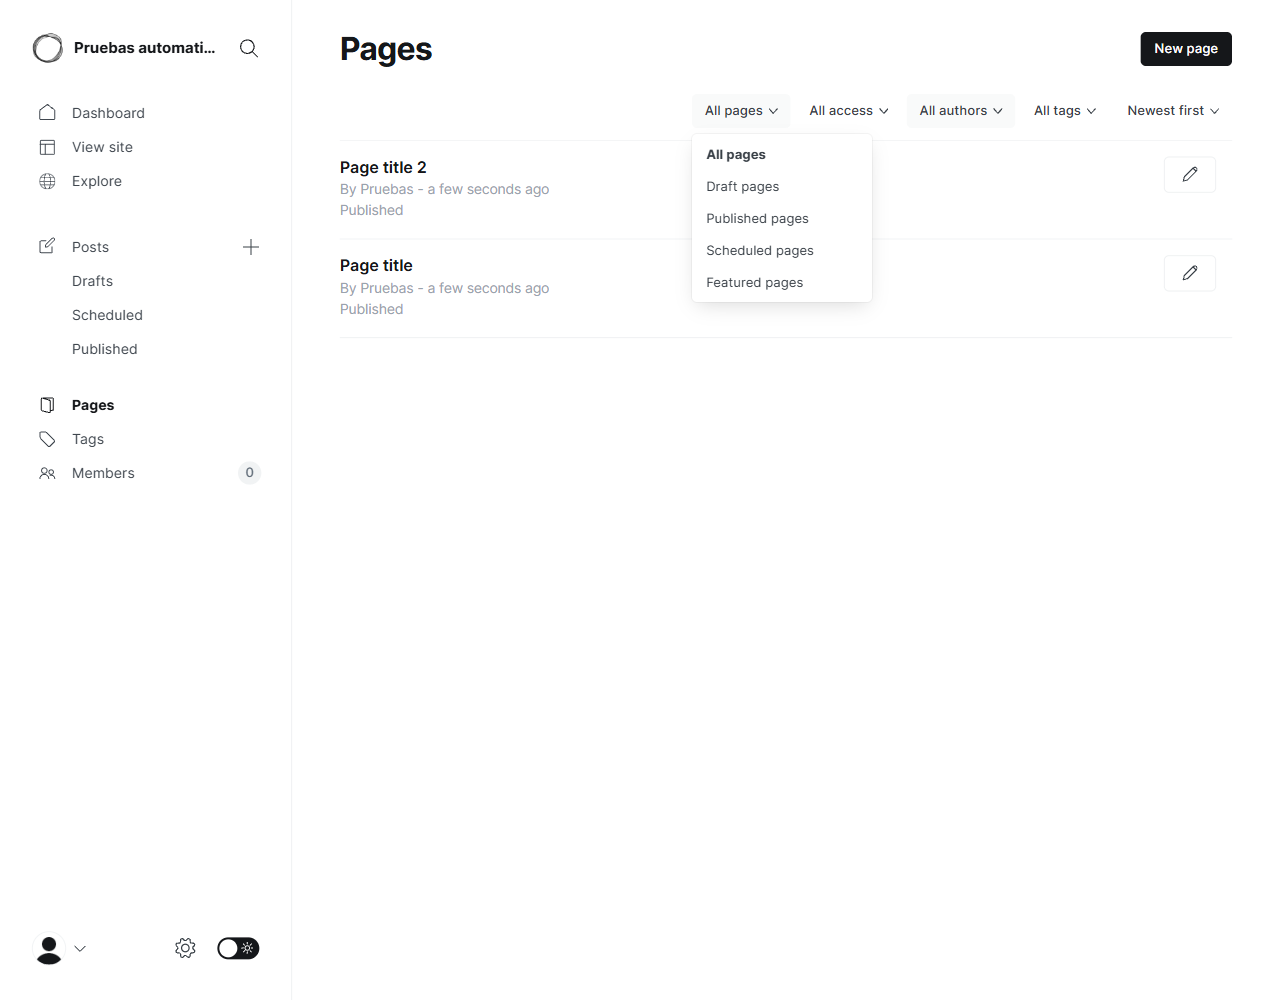 Pruebas automati...
Dashboard
View site
Explore
Posts
Drafts
Scheduled
Published
Pages
Tags
Members
0
Pages
New page
All pages
All access
All authors
All tags
Newest first
All pages
Draft pages
Published pages
Scheduled pages
Featured pages
Page title 2
By Pruebas - a few seconds ago
Published
Page title
By Pruebas - a few seconds ago
Published